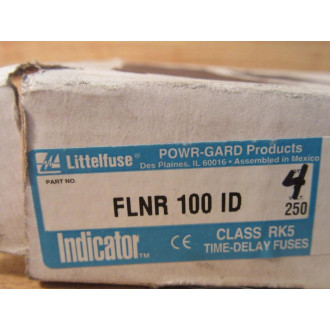 Littelfuse®
POWR-GARD Products
Des Plaines, IL 60016 • Assembled in Mexico
PART NO.
FLNR 100 ID
4
250
Indicator™
CE
CLASS RK5
TIME-DELAY FUSES